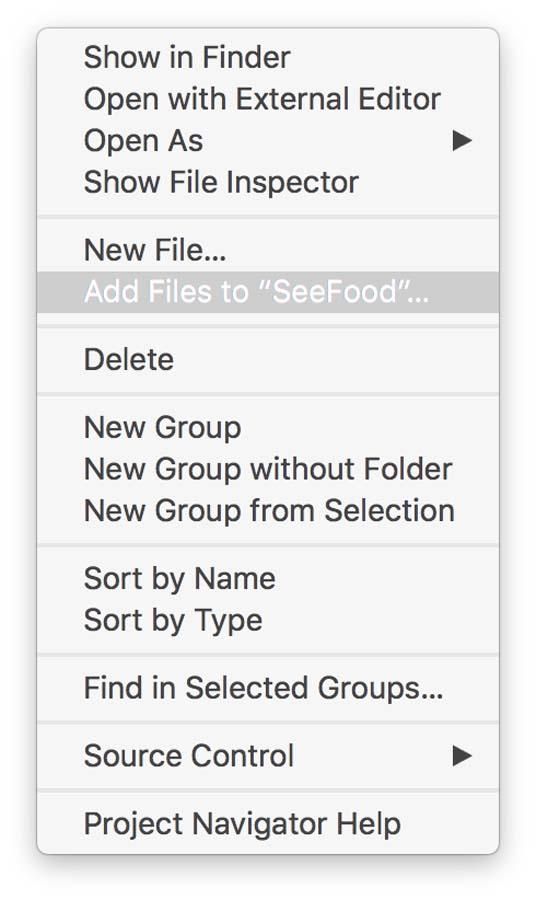 Show in Finder
Open with External Editor
Open As
Show File Inspector
New File...
Add Files to “SeeFood”...
Delete
New Group
New Group without Folder
New Group from Selection
Sort by Name
Sort by Type
Find in Selected Groups...
Source Control
Project Navigator Help